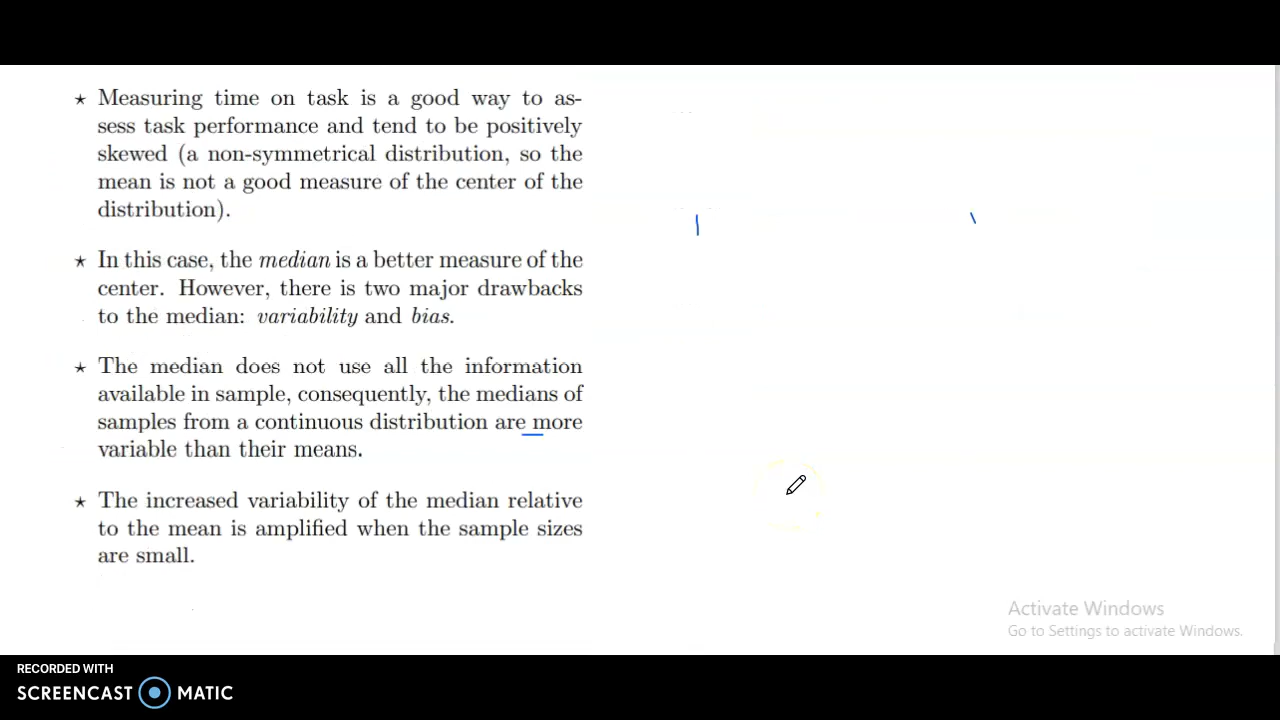 ⋆ Measuring time on task is a good way to as-
sess task performance and tend to be positively
skewed (a non-symmetrical distribution, so the
mean is not a good measure of the center of the
distribution).
⋆ In this case, the median is a better measure of the
center. However, there is two major drawbacks
to the median: variability and bias.
⋆ The median does not use all the information
available in sample, consequently, the medians of
samples from a continuous distribution are more
variable than their means.
⋆ The increased variability of the median relative
to the mean is amplified when the sample sizes
are small.
Activate Windows
Go to Settings to activate Windows.
RECORDED WITH
SCREENCAST MATIC